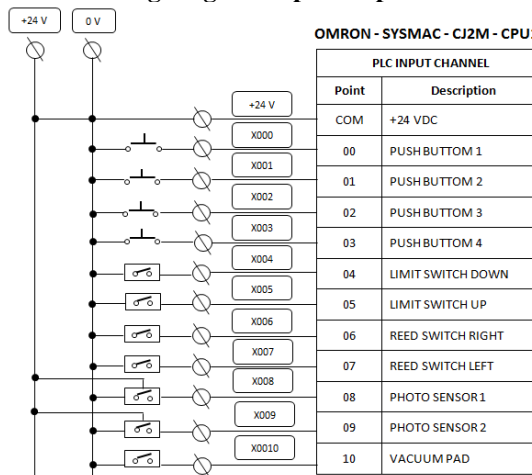 +24 V
0 V
OMRON - SYSMAC - CJ2M - CPU
PLC INPUT CHANNEL
Point Description
+24 V COM +24 VDC
X000 00 PUSH BUTTOM 1
X001 01 PUSH BUTTOM 2
X002 02 PUSH BUTTOM 3
X003 03 PUSH BUTTOM 4
X004 04 LIMIT SWITCH DOWN
X005 05 LIMIT SWITCH UP
X006 06 REED SWITCH RIGHT
X007 07 REED SWITCH LEFT
X008 08 PHOTO SENSOR 1
X009 09 PHOTO SENSOR 2
X0010 10 VACUUM PAD